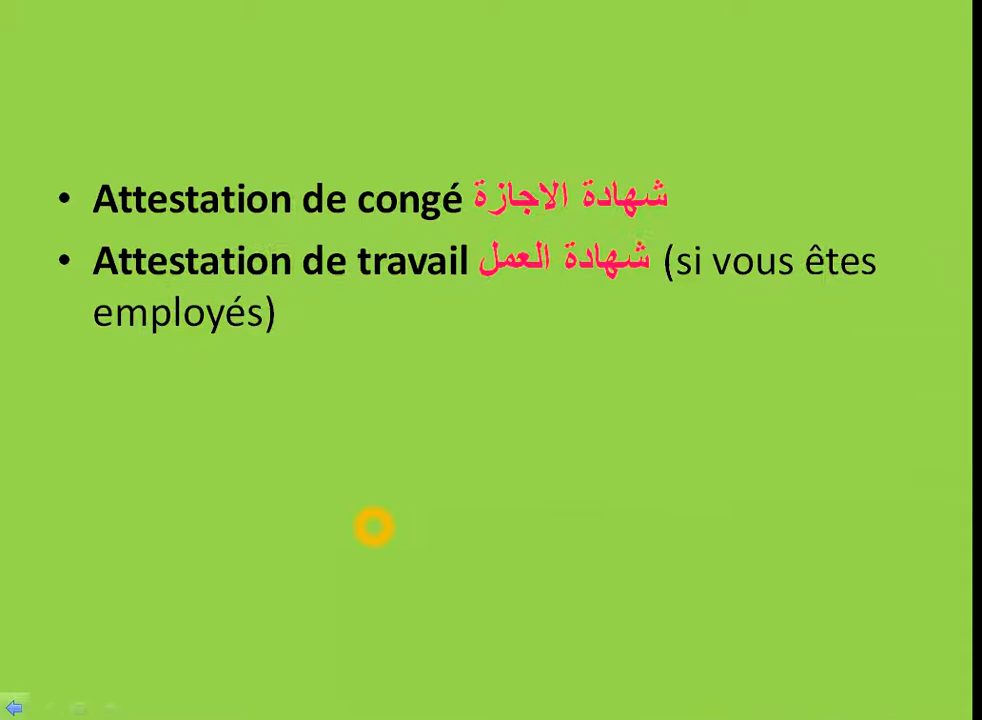 • Attestation de congé شهادة الاجازة
• Attestation de travail شهادة العمل (si vous êtes
employés)